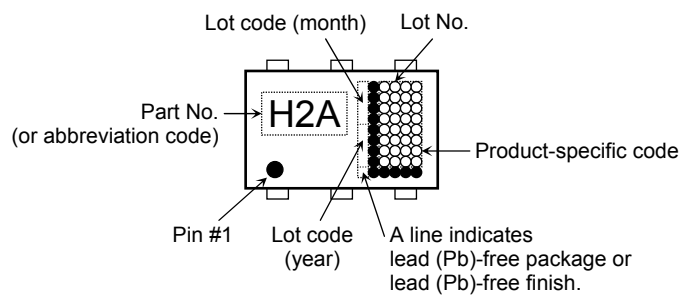 Lot code (month)
Lot No.
Part No.
(or abbreviation code)
H2A
Product-specific code
Pin #1
Lot code
(year)
A line indicates
lead (Pb)-free package or
lead (Pb)-free finish.